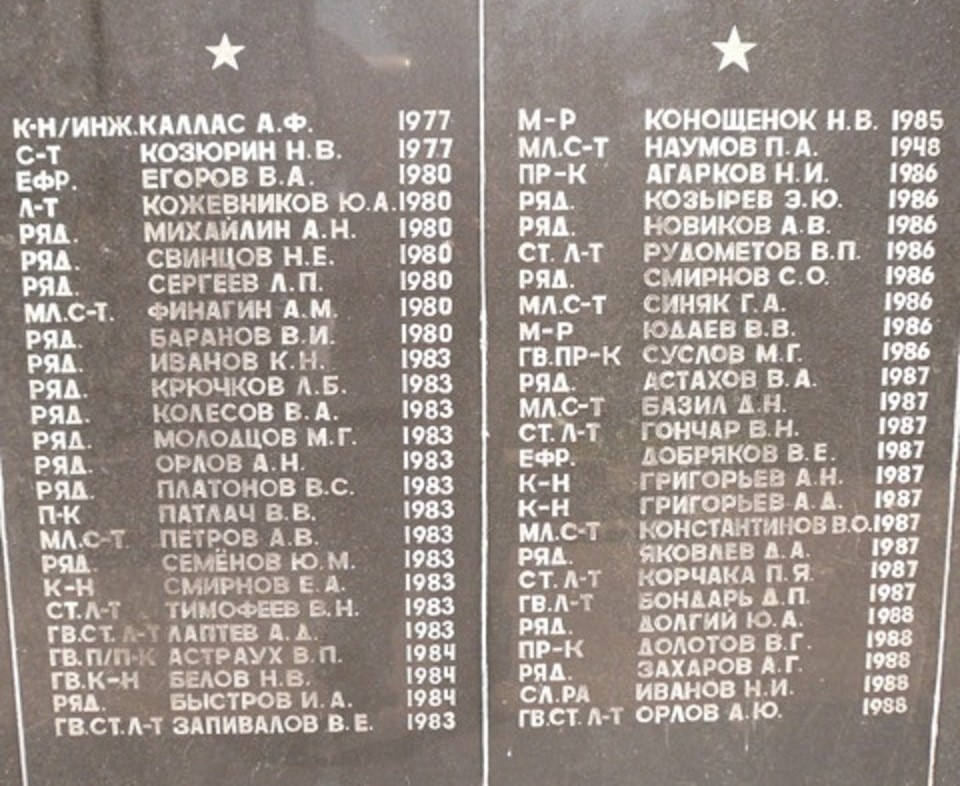 К-Н/ИНЖ. КАЛЛАС А.Ф. 1977
С-Т КОЗЮРИН Н.В. 1977
ЕФР. ЕГОРОВ В.А. 1980
Л-Т КОЖЕВНИКОВ Ю.А. 1980
РЯД. МИХАЙЛИН А.Н. 1980
РЯД. СВИНЦОВ Н.Е. 1980
РЯД. СЕРГЕЕВ Л.П. 1980
МЛ.С-Т. ФИНАГИН А.М. 1980
РЯД. БАРАНОВ В.И. 1980
РЯД. ИВАНОВ К.Н. 1983
РЯД. КРЮЧКОВ Л.Б. 1983
РЯД. КОЛЕСОВ В.А. 1983
РЯД. МОЛОДЦОВ М.Г. 1983
РЯД. ОРЛОВ А.Н. 1983
РЯД. ПЛАТОНОВ В.С. 1983
П-К ПАТЛАЧ В.В. 1983
МЛ.С-Т. ПЕТРОВ А.В. 1983
РЯД. СЕМЁНОВ Ю.М. 1983
К-Н СМИРНОВ Е.А. 1983
СТ.Л-Т ТИМОФЕЕВ В.Н. 1983
ГВ.СТ. Л-Т ЛАПТЕВ А.Д. 1983
ГВ.П/П-К АСТРАУХ В.П. 1984
ГВ.К-Н БЕЛОВ Н.В. 1984
РЯД. БЫСТРОВ И.А. 1984
ГВ.СТ.Л-Т ЗАПИВАЛОВ В.Е. 1983
М-Р КОНОЩЕНОК Н.В. 1985
МЛ.С-Т НАУМОВ П.А. 1948
ПР-К АГАРКОВ Н.И. 1986
РЯД. КОЗЫРЕВ Э.Ю. 1986
РЯД. НОВИКОВ А.В. 1986
СТ. Л-Т РУДОМЕТОВ В.П. 1986
РЯД. СМИРНОВ С.О. 1986
МЛ.С-Т СИНЯК Г.А. 1986
М-Р ЮДАЕВ В.В. 1986
ГВ.ПР-К СУСЛОВ М.Г. 1986
РЯД. АСТАХОВ В.А. 1987
МЛ.С-Т БАЗИЛ Д.Н. 1987
СТ. Л-Т ГОНЧАР В.Н. 1987
ЕФР. ДОБРЯКОВ В.Е. 1987
К-Н ГРИГОРЬЕВ А.Н. 1987
К-Н ГРИГОРЬЕВ А.Д. 1987
МЛ.С-Т КОНСТАНТИНОВ В.О. 1987
РЯД. ЯКОВЛЕВ Д.А. 1987
СТ. Л-Т КОРЧАКА П.Я. 1987
ГВ.Л-Т БОНДАРЬ Д.П. 1987
РЯД. ДОЛГИЙ Ю.А. 1988
ПР-К ДОЛОТОВ В.Г. 1988
РЯД. ЗАХАРОВ А.Г. 1988
СЛ.РА ИВАНОВ Н.И. 1988
ГВ.СТ. Л-Т ОРЛОВ А.Ю. 1988